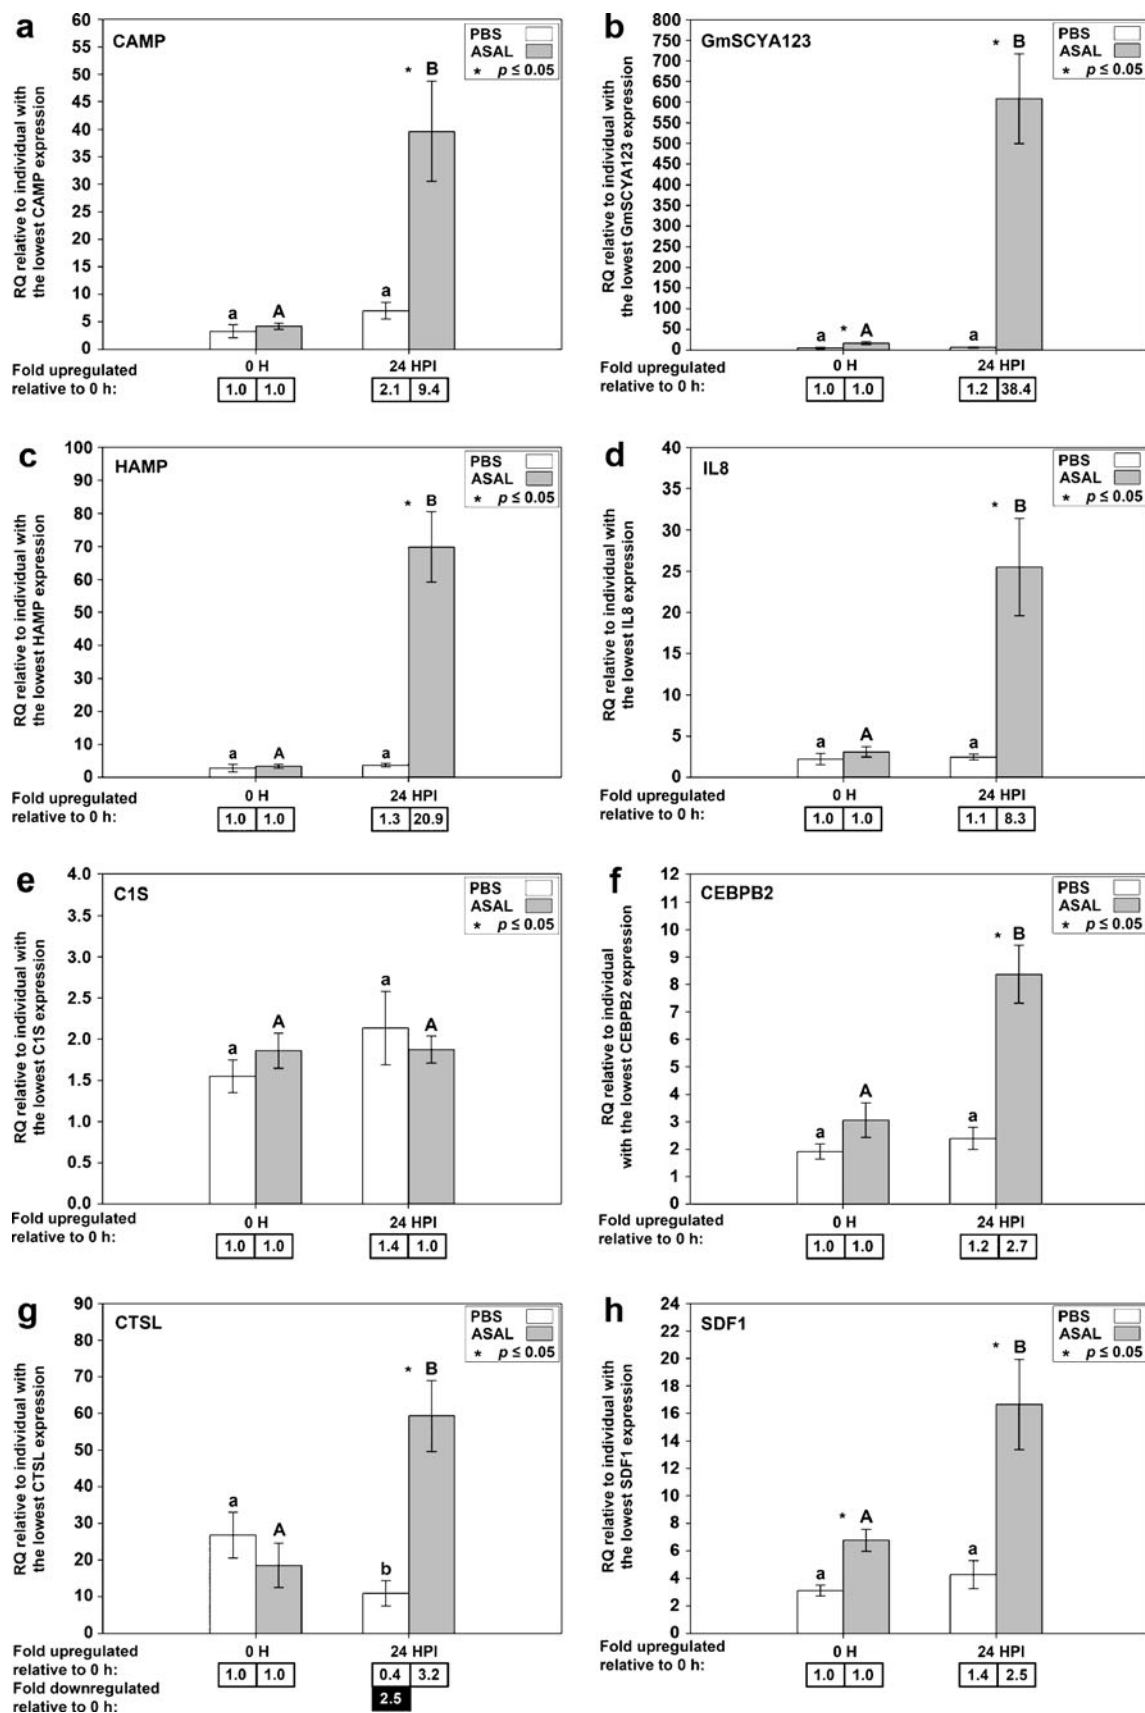 a
CAMP
PBS
ASAL
* p ≤ 0.05
RQ relative to individual with
the lowest CAMP expression
60
55
50
45
40
35
30
25
20
15
10
5
0
a
A
a
* B
0 H
24 HPI
Fold upregulated
relative to 0 h:
1.0 1.0
2.1 9.4
b
GmSCYA123
PBS
ASAL
* p ≤ 0.05
RQ relative to individual with
the lowest GmSCYA123 expression
800
750
700
650
600
550
500
450
400
350
300
250
200
150
100
50
0
a
* A
a
* B
0 H
24 HPI
Fold upregulated
relative to 0 h:
1.0 1.0
1.2 38.4
c
HAMP
PBS
ASAL
* p ≤ 0.05
RQ relative to individual with
the lowest HAMP expression
100
90
80
70
60
50
40
30
20
10
0
a
A
a
* B
0 H
24 HPI
Fold upregulated
relative to 0 h:
1.0 1.0
1.3 20.9
d
IL8
PBS
ASAL
* p ≤ 0.05
RQ relative to individual with
the lowest IL8 expression
40
35
30
25
20
15
10
5
0
a
A
a
* B
0 H
24 HPI
Fold upregulated
relative to 0 h:
1.0 1.0
1.1 8.3
e
C1S
PBS
ASAL
* p ≤ 0.05
RQ relative to individual with
the lowest C1S expression
4.0
3.5
3.0
2.5
2.0
1.5
1.0
0.5
0.0
a
A
a
A
0 H
24 HPI
Fold upregulated
relative to 0 h:
1.0 1.0
1.4 1.0
f
CEBPB2
PBS
ASAL
* p ≤ 0.05
RQ relative to individual
with the lowest CEBPB2 expression
12
11
10
9
8
7
6
5
4
3
2
1
0
a
A
a
* B
0 H
24 HPI
Fold upregulated
relative to 0 h:
1.0 1.0
1.2 2.7
g
CTSL
PBS
ASAL
* p ≤ 0.05
RQ relative to individual with
the lowest CTSL expression
90
80
70
60
50
40
30
20
10
0
a
A
b
* B
0 H
24 HPI
Fold upregulated
relative to 0 h:
1.0 1.0
0.4 3.2
Fold downregulated
relative to 0 h:
2.5
h
SDF1
PBS
ASAL
* p ≤ 0.05
RQ relative to individual with
the lowest SDF1 expression
24
22
20
18
16
14
12
10
8
6
4
2
0
a
* A
a
* B
0 H
24 HPI
Fold upregulated
relative to 0 h:
1.0 1.0
1.4 2.5